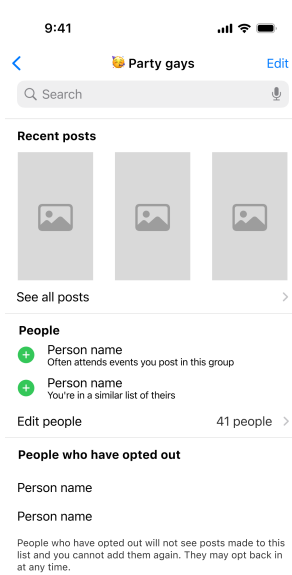 9:41
🥳 Party gays
Edit
Search
Recent posts
See all posts
People
Person name
Often attends events you post in this group
Person name
You're in a similar list of theirs
Edit people 41 people
People who have opted out
Person name
Person name
People who have opted out will not see posts made to this
list and you cannot add them again. They may opt back in
at any time.